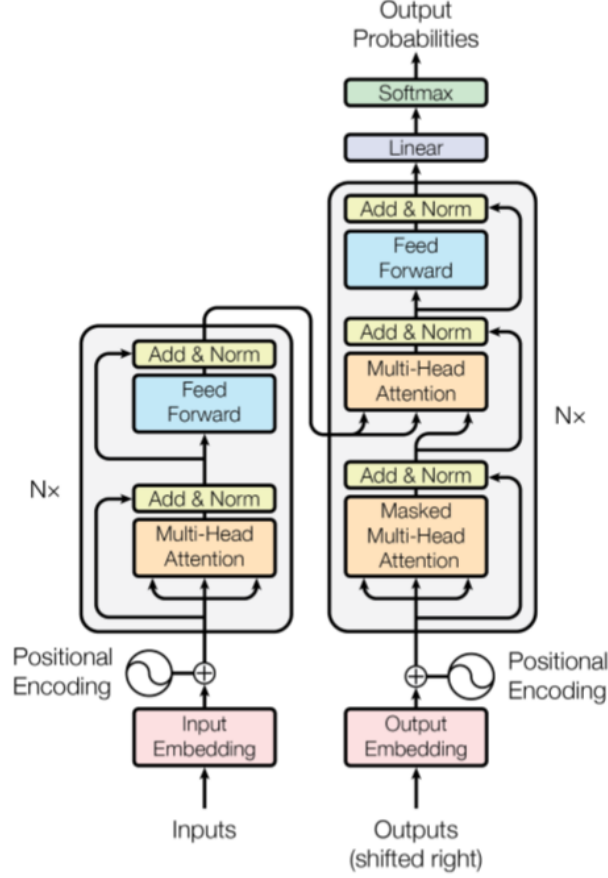 Output
Probabilities
Softmax
Linear
Add & Norm
Feed
Forward
Add & Norm
Multi-Head
Attention
Nx
Add & Norm
Masked
Multi-Head
Attention
Add & Norm
Feed
Forward
Nx
Add & Norm
Multi-Head
Attention
Positional
Encoding
Positional
Encoding
Input
Embedding
Output
Embedding
Inputs
Outputs
(shifted right)